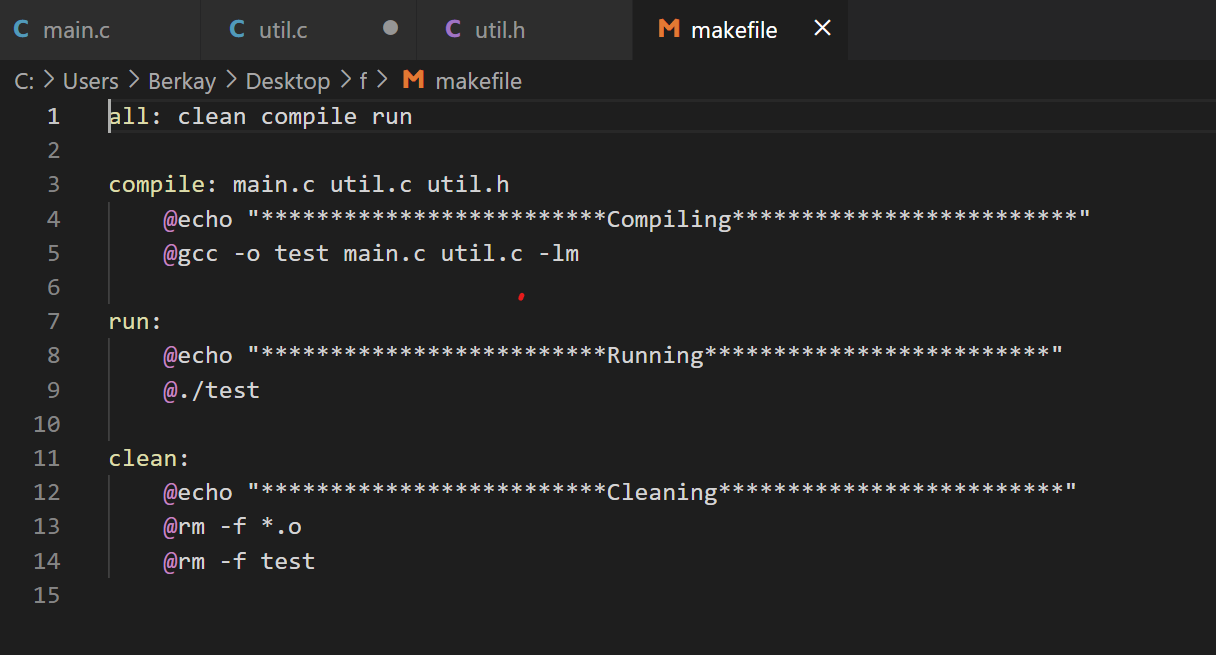 main.c util.c util.h makefile
C: > Users > Berkay > Desktop > f > makefile
1 all: clean compile run
2
3 compile: main.c util.c util.h
4 @echo "*************************Compiling*************************"
5 @gcc -o test main.c util.c -lm
6
7 run:
8 @echo "*************************Running*************************"
9 @./test
10
11 clean:
12 @echo "*************************Cleaning*************************"
13 @rm -f *.o
14 @rm -f test
15